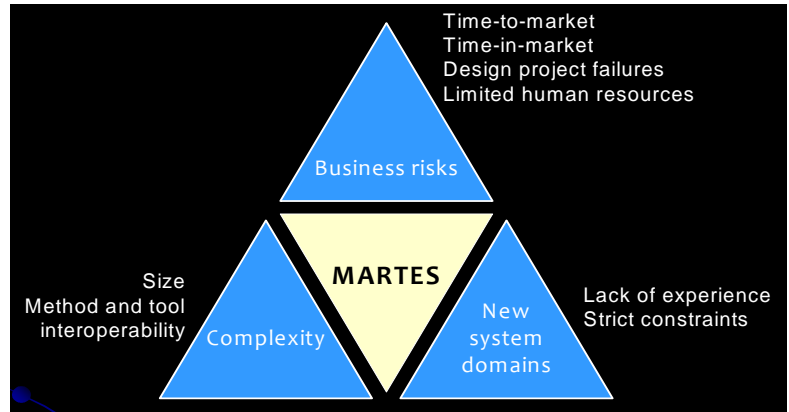 Time-to-market
Time-in-market
Design project failures
Limited human resources
Business risks
MARTES
Size
Method and tool
interoperability
Complexity
New
system
domains
Lack of experience
Strict constraints